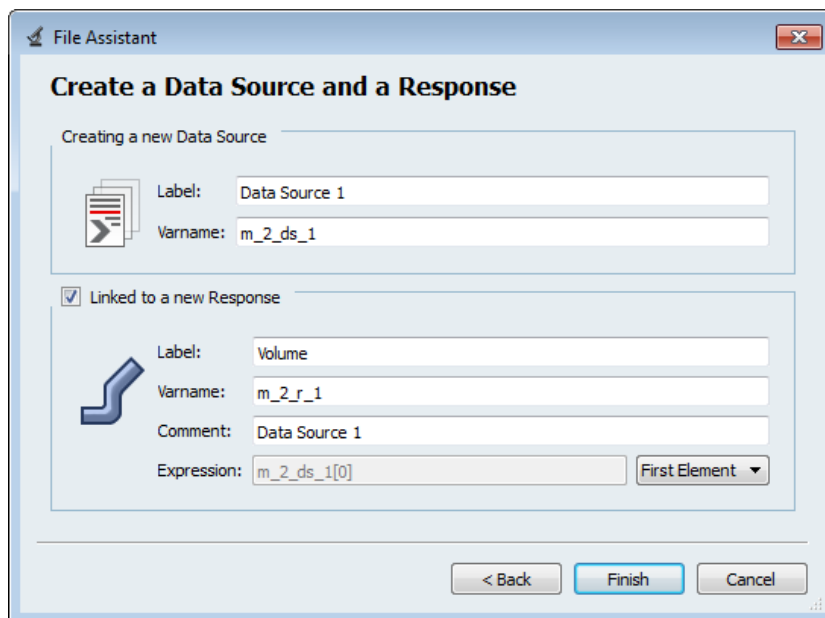 File Assistant
Create a Data Source and a Response
Creating a new Data Source
Label: Data Source 1
Varname: m_2_ds_1
Linked to a new Response
Label: Volume
Varname: m_2_r_1
Comment: Data Source 1
Expression: m_2_ds_1[0] First Element
< Back Finish Cancel